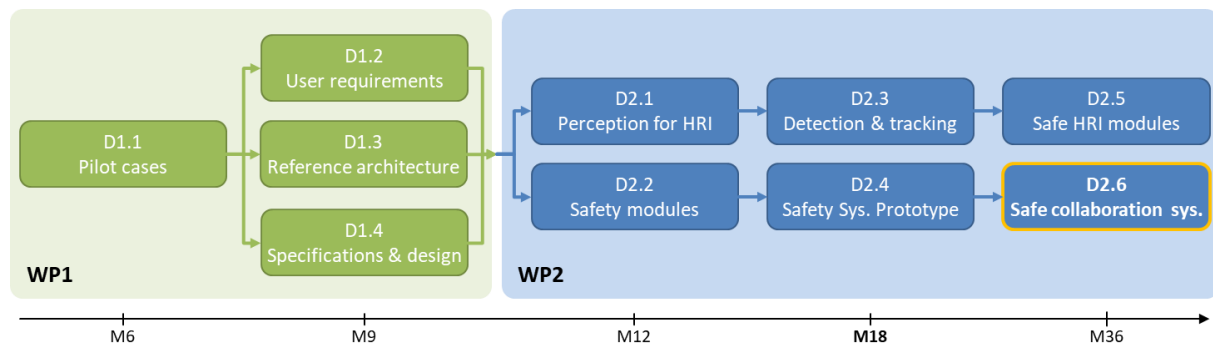 D1.1
Pilot cases
D1.2
User requirements
D1.3
Reference architecture
D1.4
Specifications & design
WP1
D2.1
Perception for HRI
D2.3
Detection & tracking
D2.5
Safe HRI modules
D2.2
Safety modules
D2.4
Safety Sys. Prototype
D2.6
Safe collaboration sys.
WP2
M6
M9
M12
M18
M36